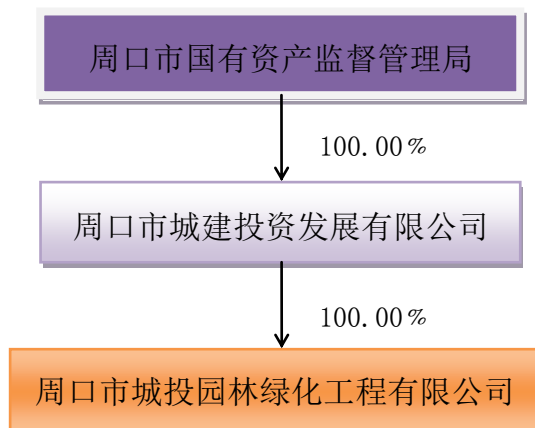 周口市国有资产监督管理局
100.00%
周口市城建投资发展有限公司
100.00%
周口市城投园林绿化工程有限公司